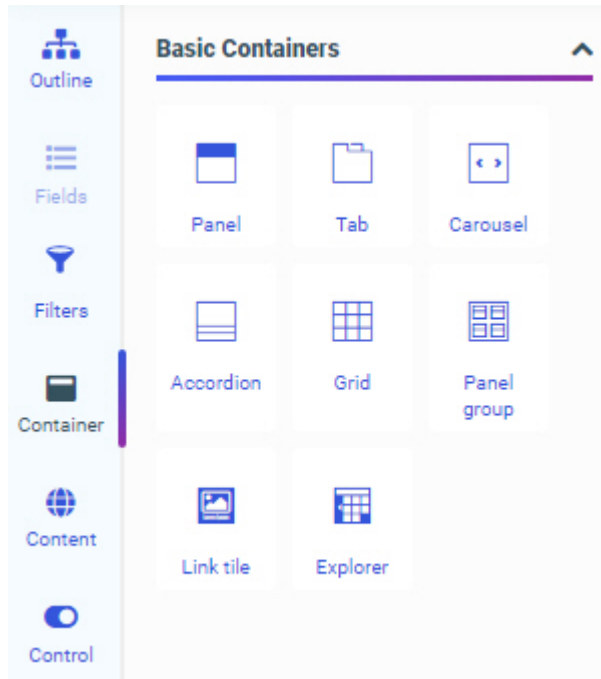 Outline
Fields
Filters
Container
Content
Control
Basic Containers
Panel
Tab
Carousel
Accordion
Grid
Panel
group
Link tile
Explorer